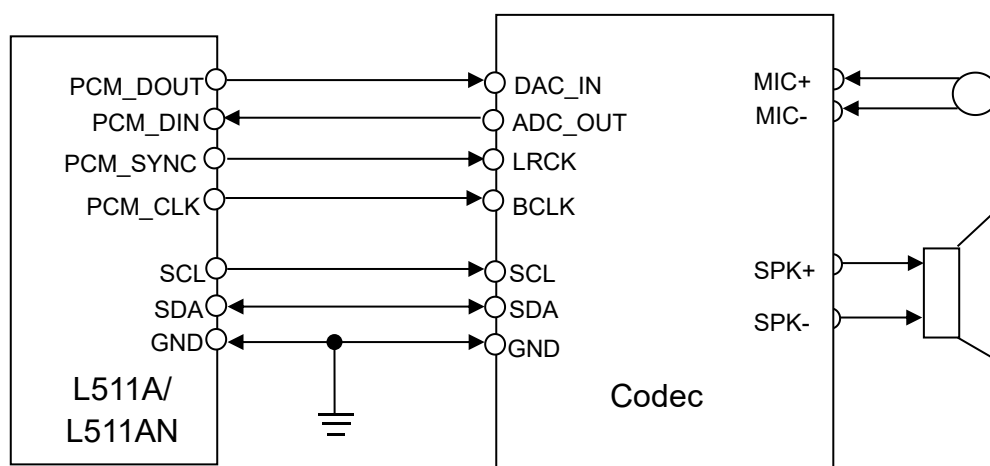 PCM_DOUT
PCM_DIN
PCM_SYNC
PCM_CLK
SCL
SDA
GND
L511A/
L511AN
DAC_IN
ADC_OUT
LRCK
BCLK
SCL
SDA
GND
Codec
MIC+
MIC-
SPK+
SPK-